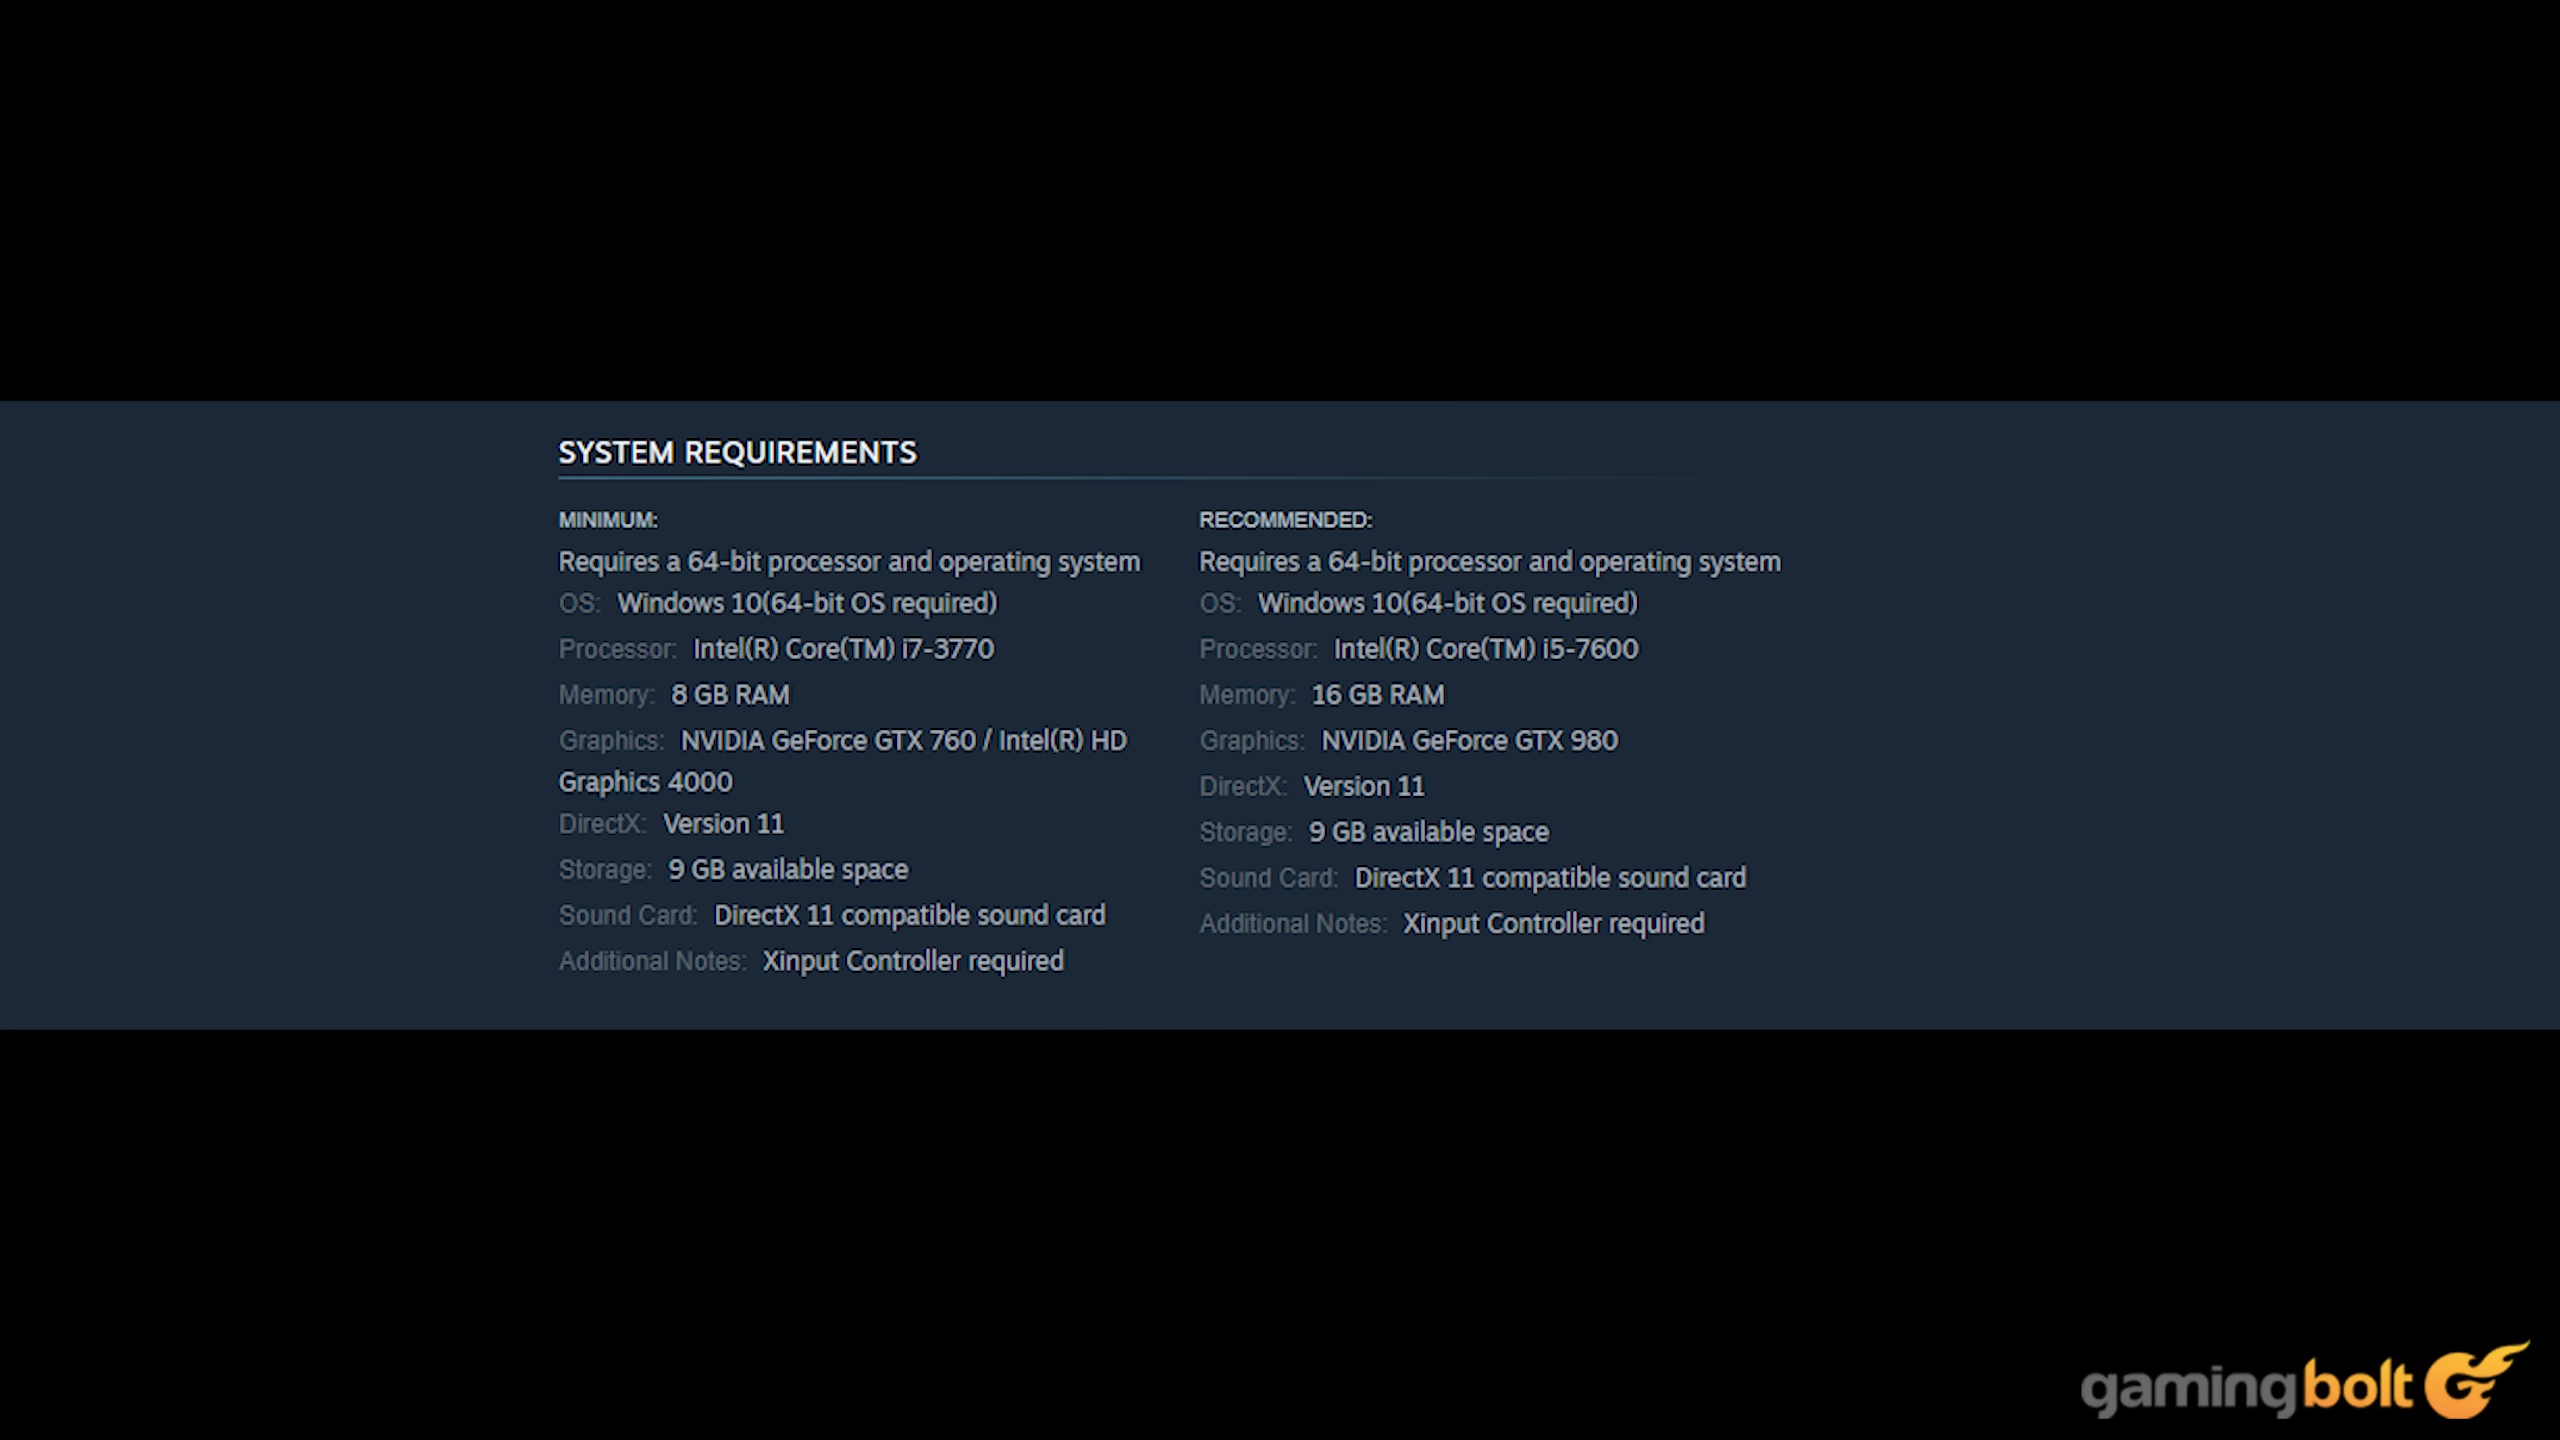 SYSTEM REQUIREMENTS
MINIMUM:
Requires a 64-bit processor and operating system
OS: Windows 10(64-bit OS required)
Processor: Intel(R) Core(TM) i7-3770
Memory: 8 GB RAM
Graphics: NVIDIA GeForce GTX 760 / Intel(R) HD
Graphics 4000
DirectX: Version 11
Storage: 9 GB available space
Sound Card: DirectX 11 compatible sound card
Additional Notes: Xinput Controller required
RECOMMENDED:
Requires a 64-bit processor and operating system
OS: Windows 10(64-bit OS required)
Processor: Intel(R) Core(TM) i5-7600
Memory: 16 GB RAM
Graphics: NVIDIA GeForce GTX 980
DirectX: Version 11
Storage: 9 GB available space
Sound Card: DirectX 11 compatible sound card
Additional Notes: Xinput Controller required
gamingbolt